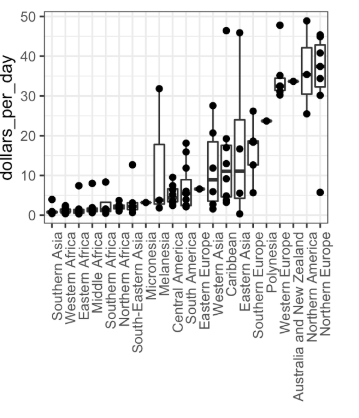 dollars_per_day
50
40
30
20
10
0
Southern Asia
Western Africa
Eastern Africa
Middle Africa
Southern Africa
Northern Africa
South-Eastern Asia
Micronesia
Melanesia
Central America
South America
Eastern Europe
Western Asia
Caribbean
Eastern Asia
Southern Europe
Polynesia
Western Europe
Australia and New Zealand
Northern America
Northern Europe